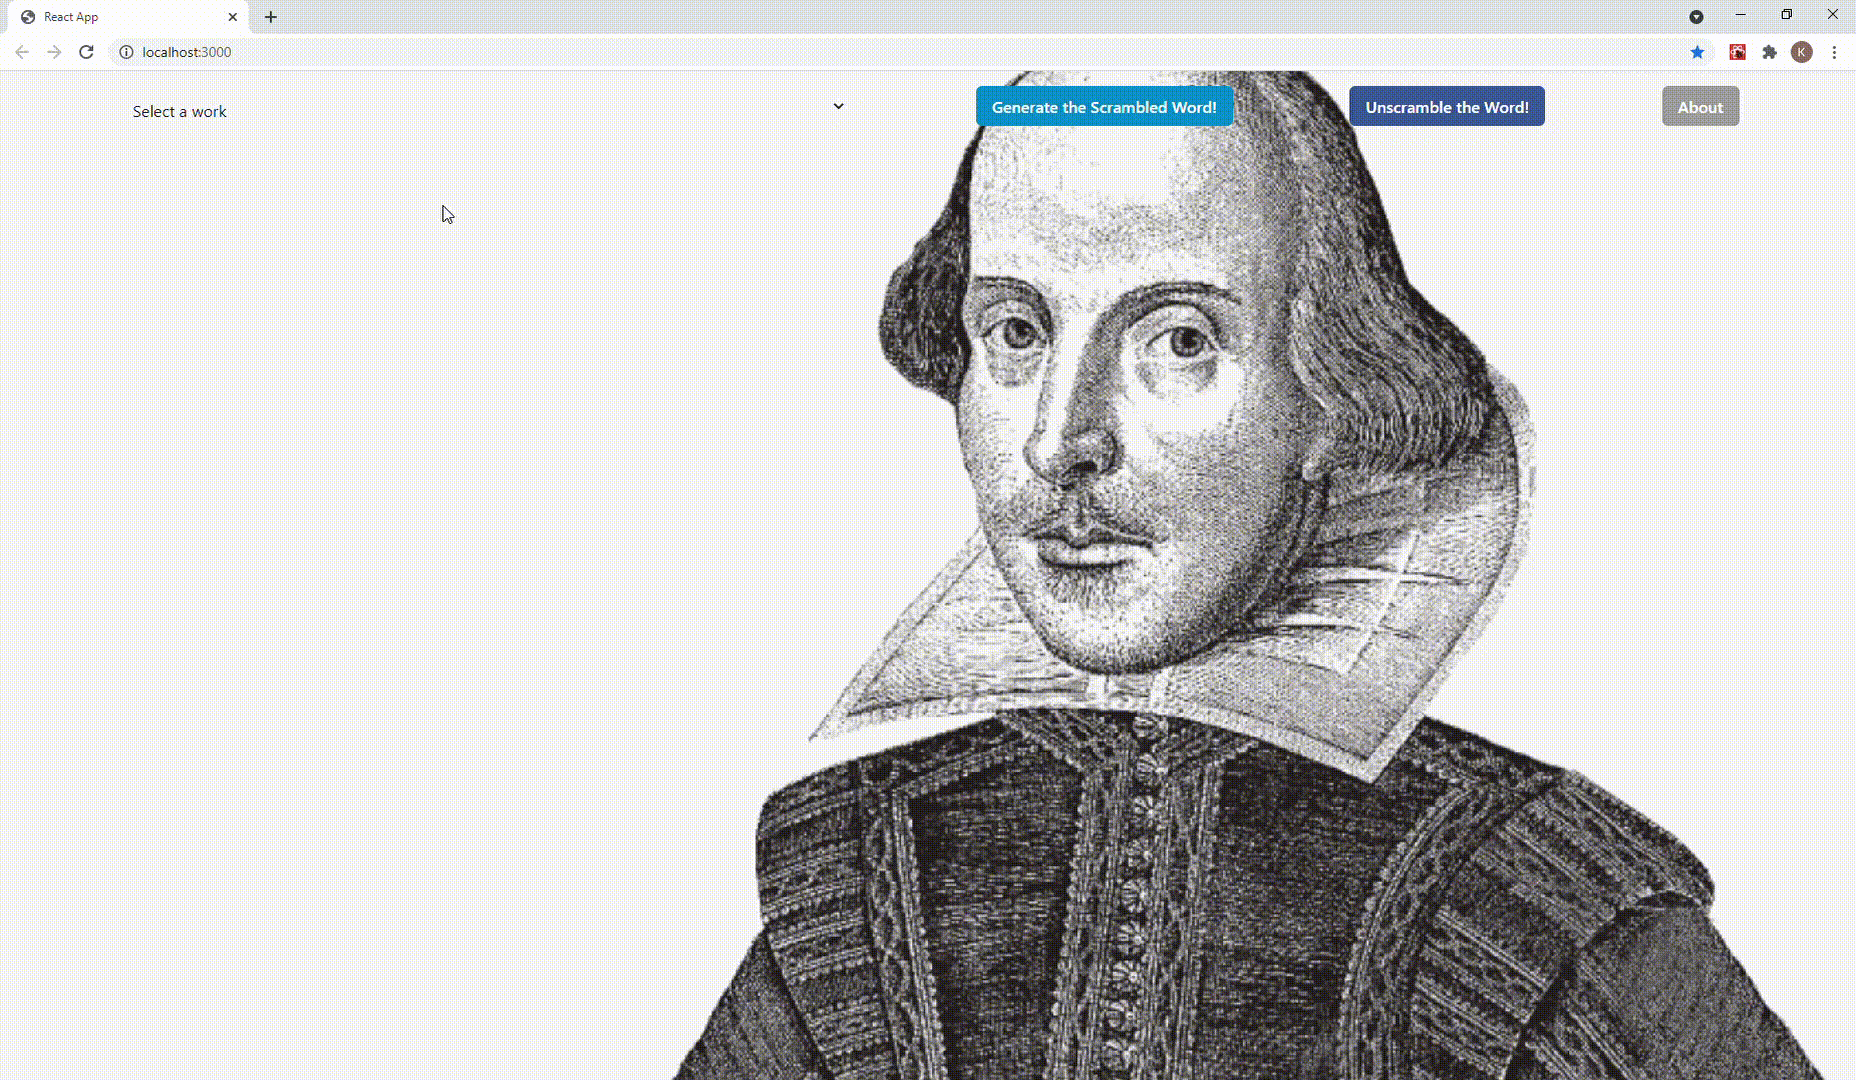 React App
localhost:3000
K
Select a work
Generate the Scrambled Word!
Unscramble the Word!
About